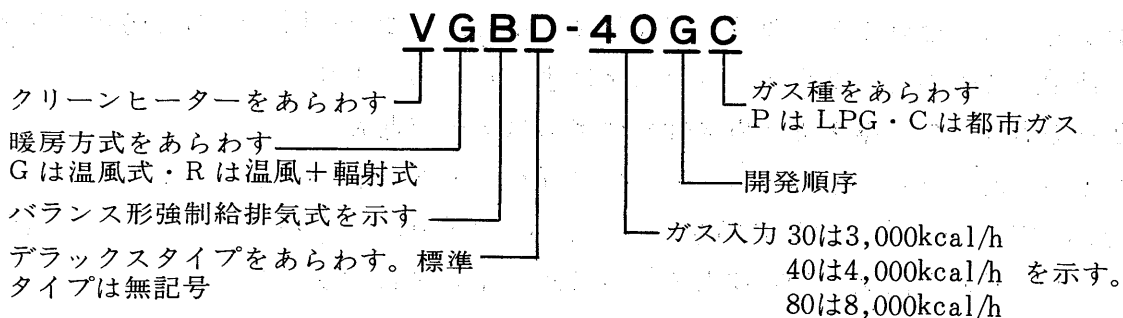 VGBD-40GC
クリーンヒーターをあらわす
暖房方式をあらわす
Gは温風式・Rは温風+輻射式
バランス形強制給排気式を示す
デラックスタイプをあらわす。標準
タイプは無記号
ガス種をあらわす
PはLPG・Cは都市ガス
開発順序
ガス入力 30は3,000kcal/h
40は4,000kcal/h を示す。
80は8,000kcal/h